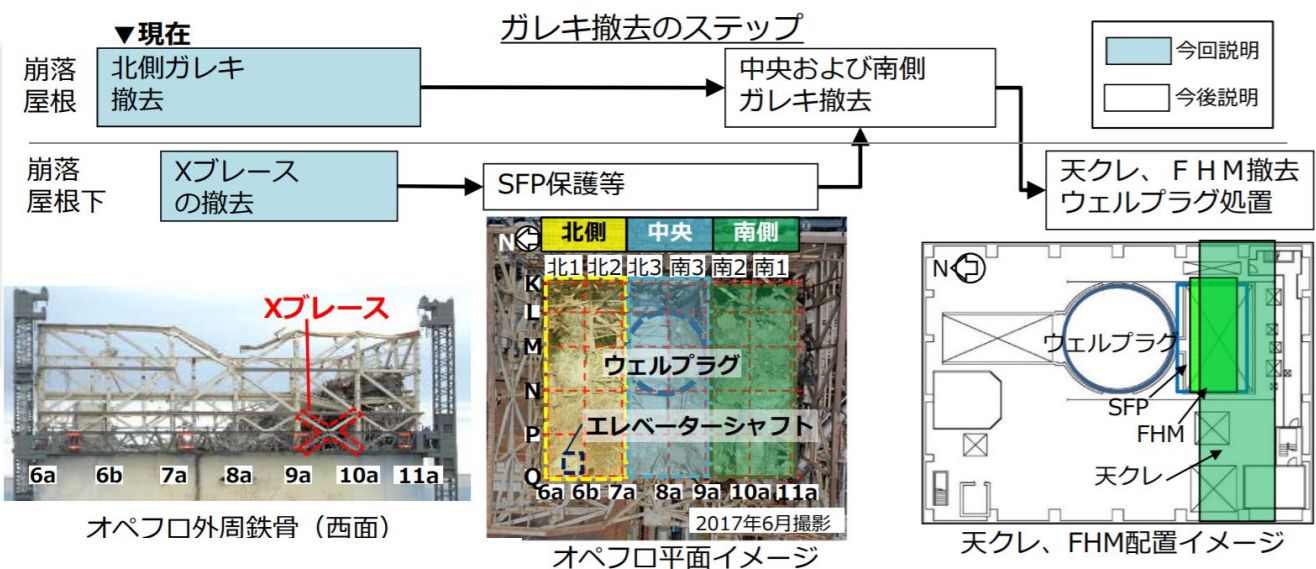 ガレキ撤去のステップ
▼現在
崩落
屋根
北側ガレキ
撤去
中央および南側
ガレキ撤去
今回説明
今後説明
崩落
屋根下
Xブレース
の撤去
SFP保護等
天クレ、ＦＨＭ撤去
ウェルプラグ処置
Xブレース
6a 6b 7a 8a 9a 10a 11a
オペフロ外周鉄骨（西面）
N
北側 中央 南側
北1 北2 北3 南3 南2 南1
K
L
M
N
P
Q
ウェルプラグ
エレベーターシャフト
6a 6b 7a 8a 9a 10a 11a
2017年6月撮影
オペフロ平面イメージ
N
ウェルプラグ
SFP
FHM
天クレ
天クレ、FHM配置イメージ